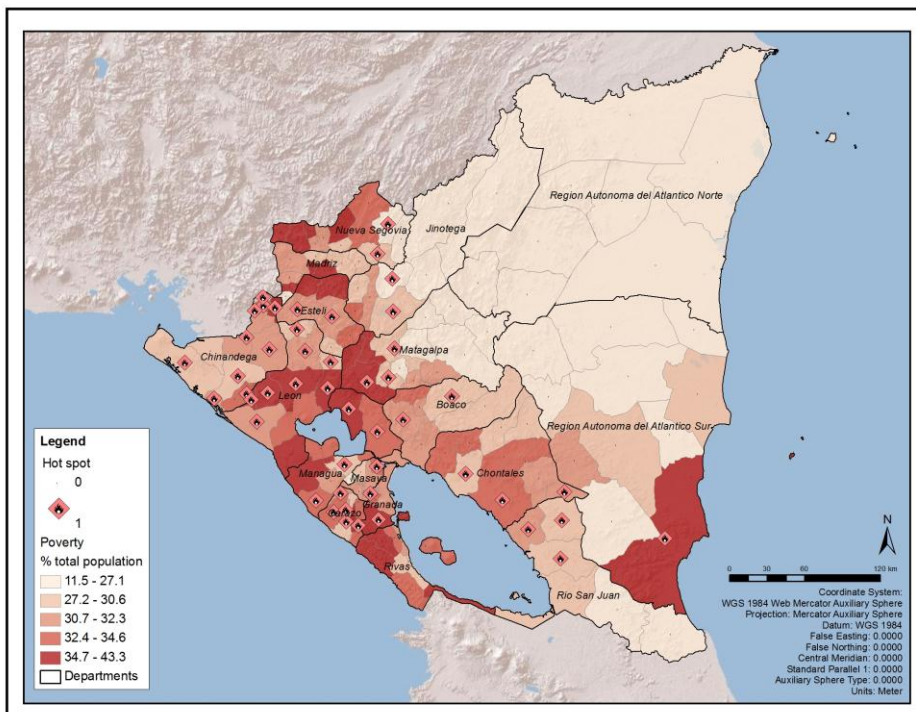 Region Autonoma del Atlantico Norte
Nueva Segovia
Jinotega
Madriz
Esteli
Chinandega
Matagalpa
Leon
Boaco
Region Autonoma del Atlantico Sur
Managua
Masaya
Chontales
Granada
Carazo
Rivas
Rio San Juan
Legend
Hot spot
0
1
Poverty
% total population
11.5 - 27.1
27.2 - 30.6
30.7 - 32.3
32.4 - 34.6
34.7 - 43.3
Departments
N
0 30 60 120 km
Coordinate System:
WGS 1984 Web Mercator Auxiliary Sphere
Projection: Mercator Auxiliary Sphere
Datum: WGS 1984
False Easting: 0.0000
False Northing: 0.0000
Central Meridian: 0.0000
Standard Parallel 1: 0.0000
Auxiliary Sphere Type: 0.0000
Units: Meter